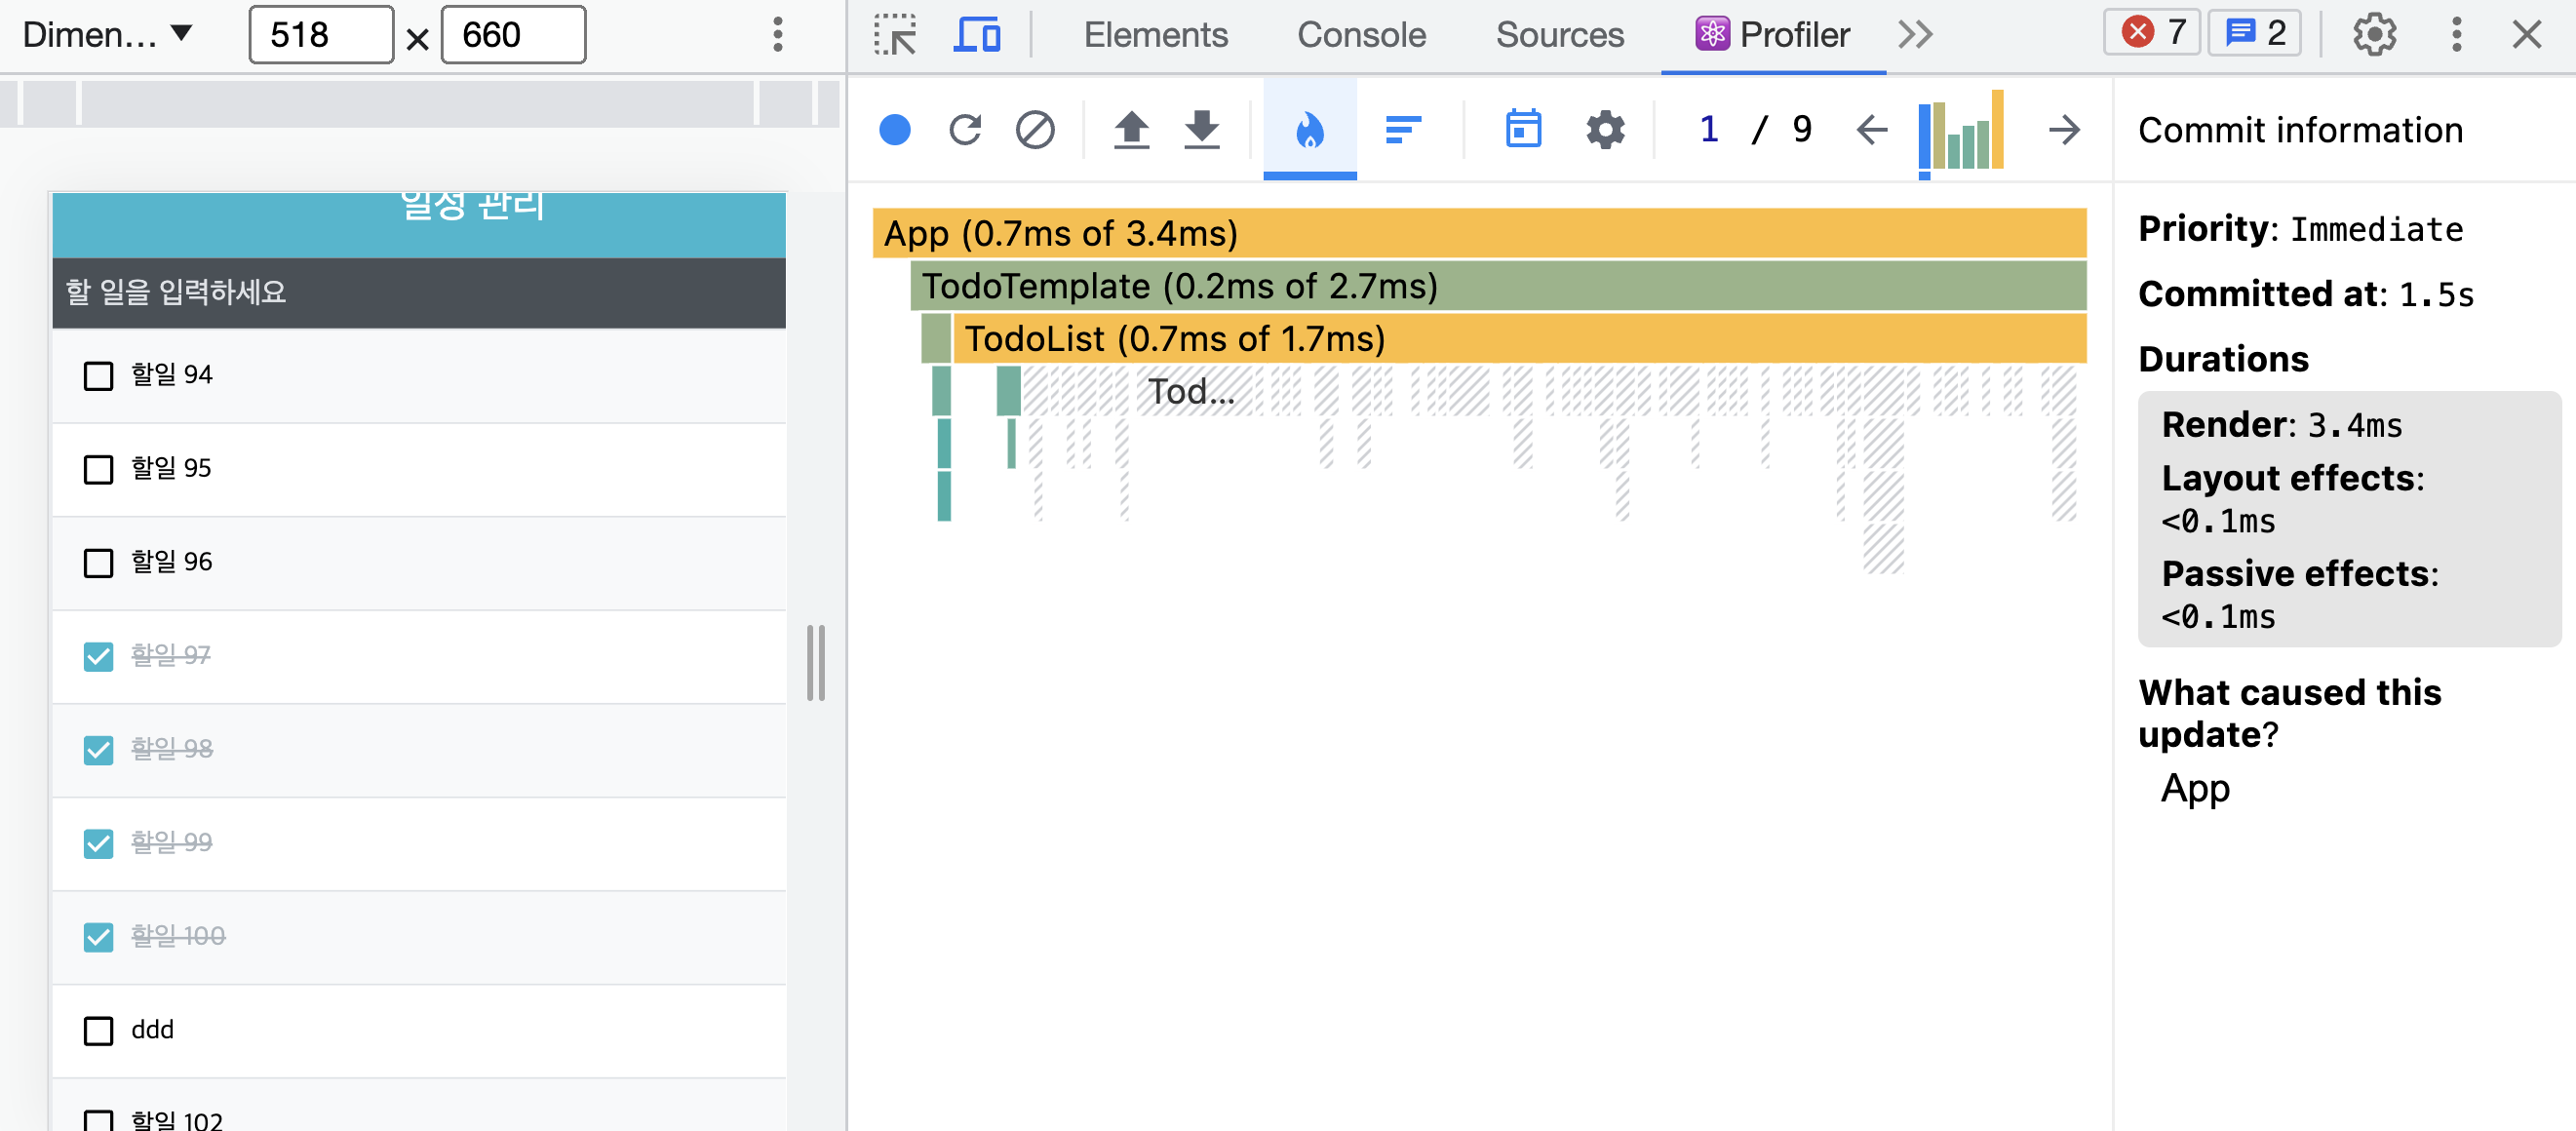 Dimen... ▼ 518 × 660
Elements Console Sources Profiler 7 2
1 / 9
Commit information
일정 관리
할 일을 입력하세요
할일 94
할일 95
할일 96
할일 97
할일 98
할일 99
할일 100
ddd
할일 102
App (0.7ms of 3.4ms)
TodoTemplate (0.2ms of 2.7ms)
TodoList (0.7ms of 1.7ms)
Tod...
Priority: Immediate
Committed at: 1.5s
Durations
Render: 3.4ms
Layout effects:
<0.1ms
Passive effects:
<0.1ms
What caused this
update?
App